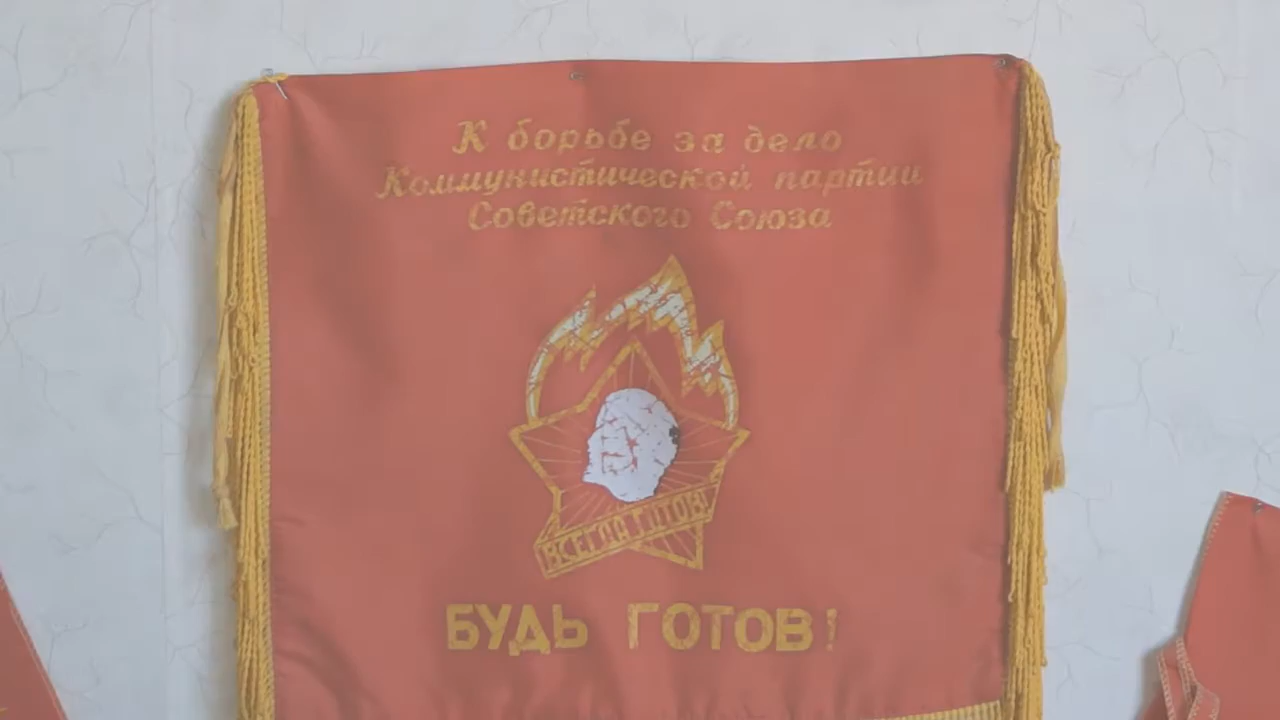 К борьбе за дело
Коммунистической партии
Советского Союза
ВСЕГДА ГОТОВ!
БУДЬ ГОТОВ!